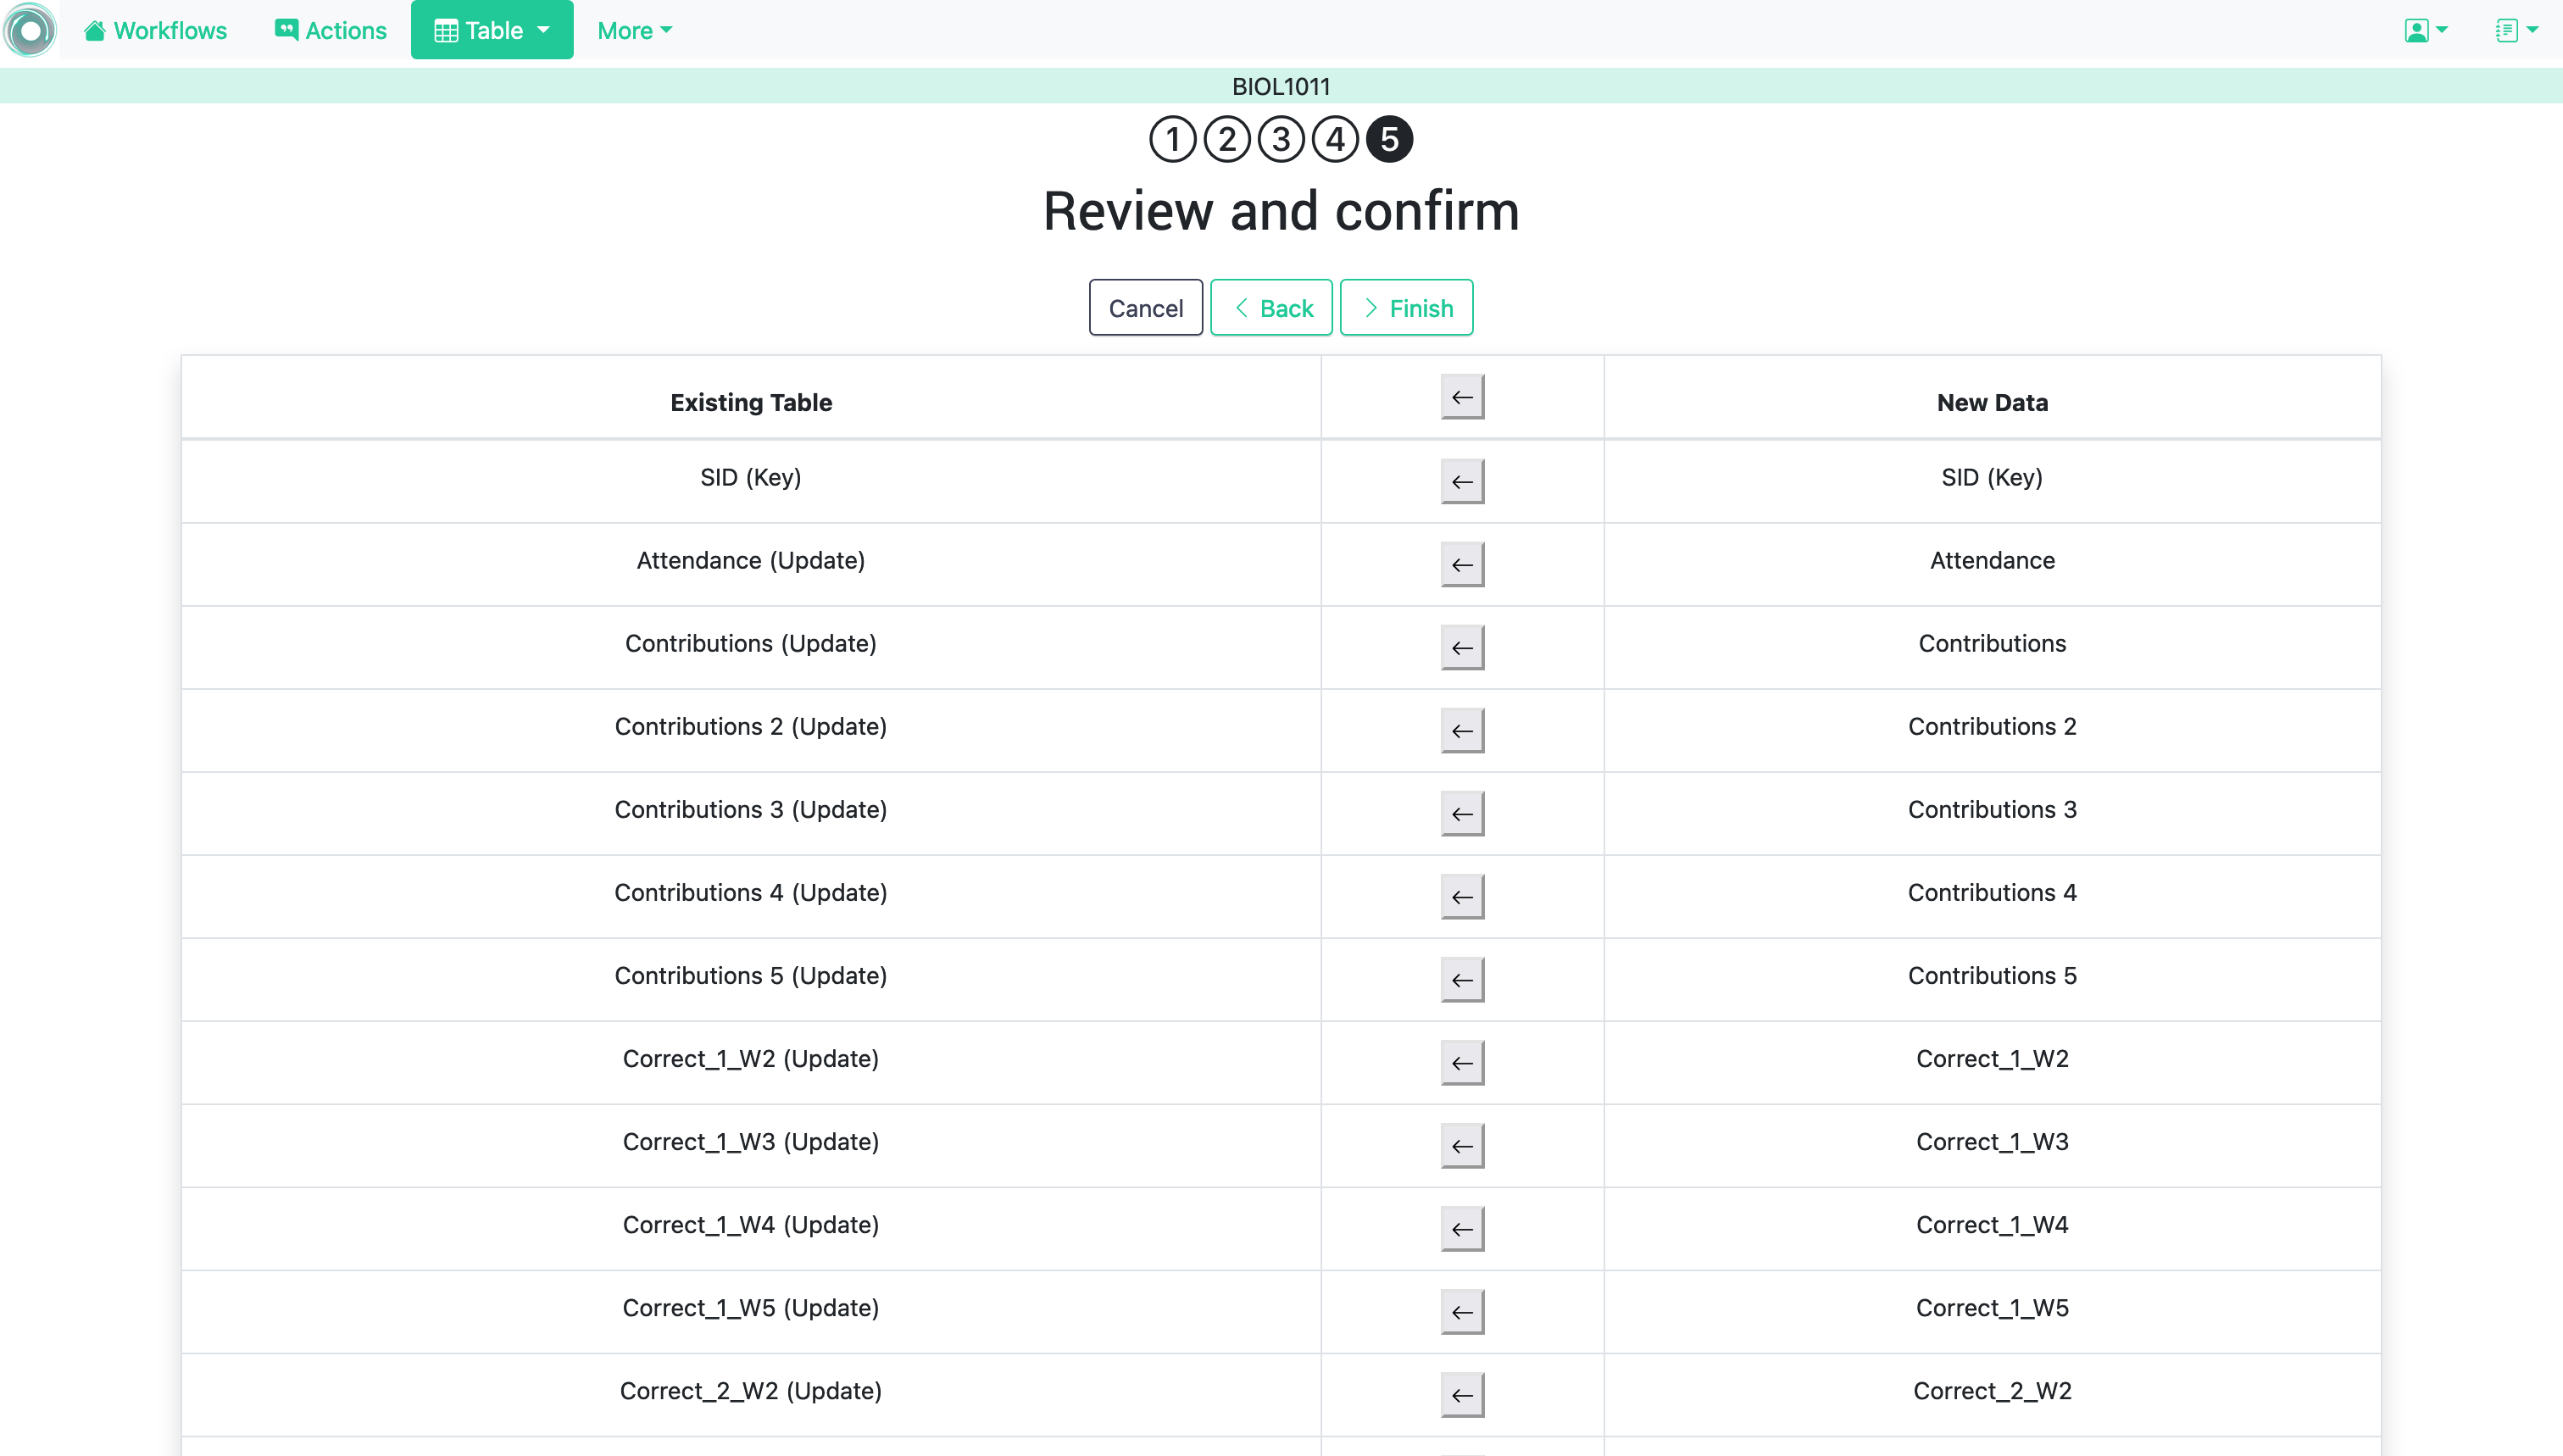 Workflows Actions Table More
BIOL1011
1 2 3 4 5
Review and confirm
Cancel Back Finish
Existing Table ← New Data
SID (Key) ← SID (Key)
Attendance (Update) ← Attendance
Contributions (Update) ← Contributions
Contributions 2 (Update) ← Contributions 2
Contributions 3 (Update) ← Contributions 3
Contributions 4 (Update) ← Contributions 4
Contributions 5 (Update) ← Contributions 5
Correct_1_W2 (Update) ← Correct_1_W2
Correct_1_W3 (Update) ← Correct_1_W3
Correct_1_W4 (Update) ← Correct_1_W4
Correct_1_W5 (Update) ← Correct_1_W5
Correct_2_W2 (Update) ← Correct_2_W2